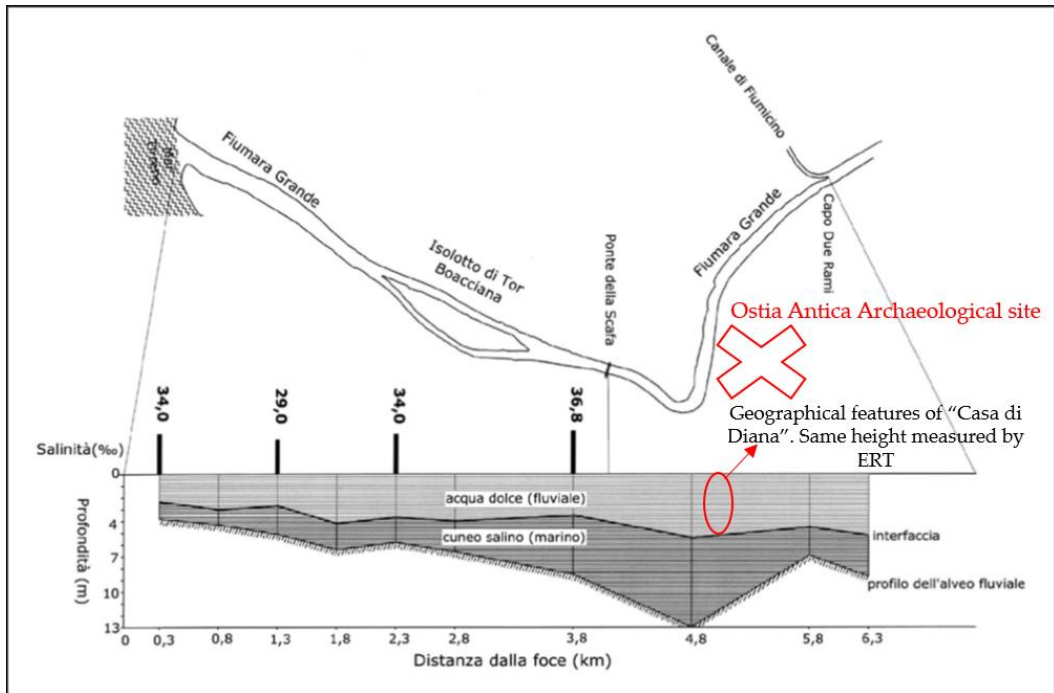 Canale di Fiumicino
Mar
Tirreno
Fiumara Grande
Isolotto di Tor
Boacciana
Ponte della Scafa
Fiumara Grande
Capo Due Rami
Ostia Antica Archaeological site
Geographical features of “Casa di
Diana”. Same height measured by
ERT
34,0
29,0
34,0
36,8
Salinità(‰)
Profondità (m)
0
4
7
10
13
acqua dolce (fluviale)
cuneo salino (marino)
interfaccia
profilo dell'alveo fluviale
0 0,3 0,8 1,3 1,8 2,3 2,8 3,8 4,8 5,8 6,3
Distanza dalla foce (km)